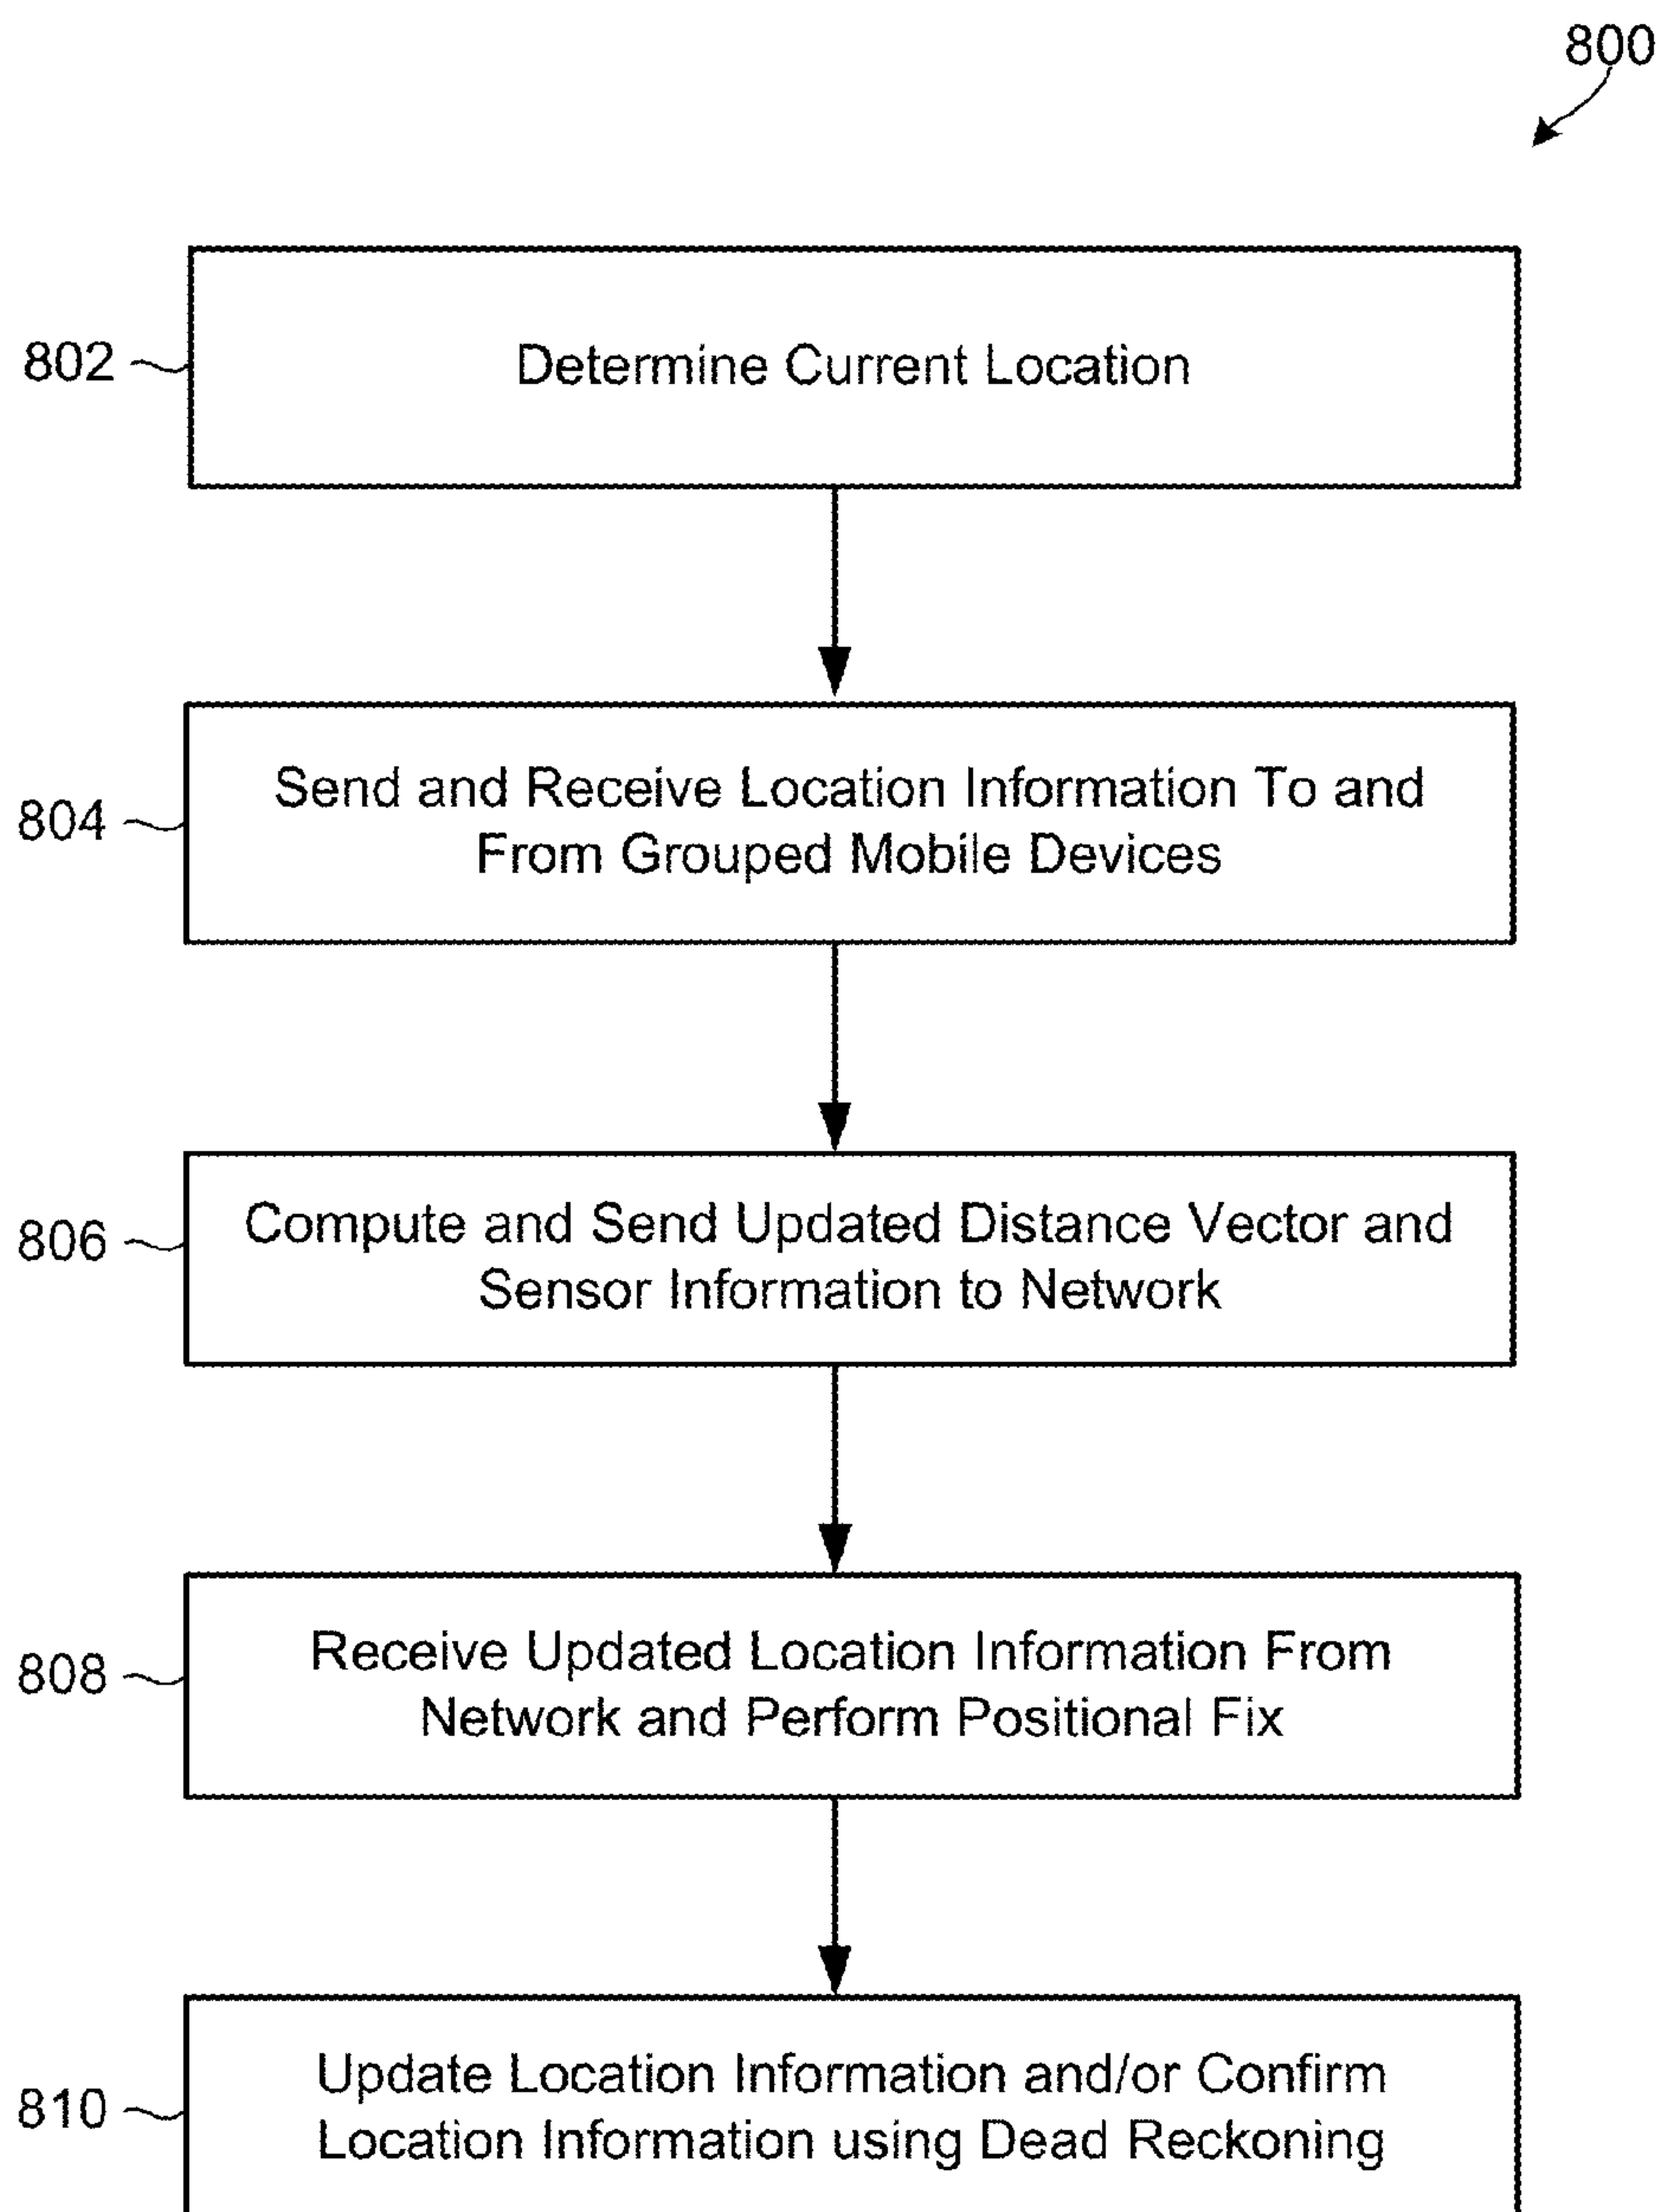 800
802
Determine Current Location
804
Send and Receive Location Information To and
From Grouped Mobile Devices
806
Compute and Send Updated Distance Vector and
Sensor Information to Network
808
Receive Updated Location Information From
Network and Perform Positional Fix
810
Update Location Information and/or Confirm
Location Information using Dead Reckoning